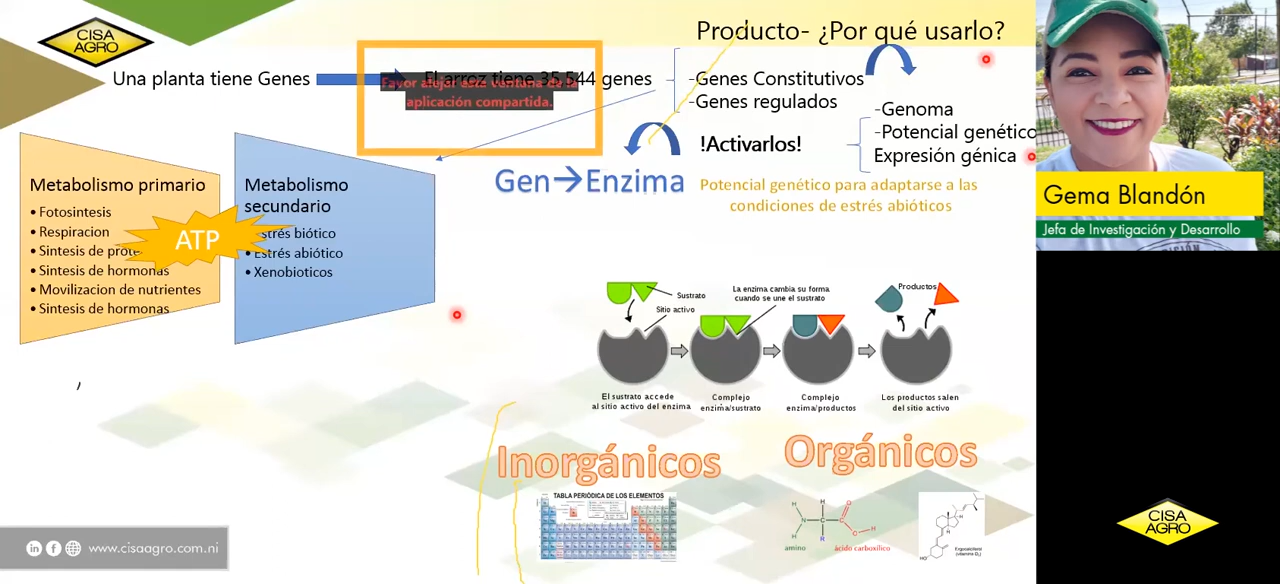 CISA
AGRO
Producto- ¿Por qué usarlo?
Una planta tiene Genes
El arroz tiene 35,544 genes
Favor alejar esta ventana de la
aplicación compartida.
-Genes Constitutivos
-Genes regulados
!Activarlos!
-Genoma
-Potencial genético
Expresión génica
Gen→Enzima
Potencial genético para adaptarse a las
condiciones de estrés abióticos
Metabolismo primario
• Fotosintesis
• Respiracion
• Sintesis de prote
• Sintesis de hormonas
• Movilizacion de nutrientes
• Sintesis de hormonas
ATP
Metabolismo
secundario
Estrés biótico
• Estrés abiótico
• Xenobioticos
Sustrato
Sitio activo
La enzima cambia su forma
cuando se une el sustrato
Productos
El sustrato accede
al sitio activo del enzima
Complejo
enzima/sustrato
Complejo
enzima/productos
Los productos salen
del sitio activo
Inorgánicos
Orgánicos
TABLA PERIÓDICA DE LOS ELEMENTOS
H
H
N
C
C
O
O
H
H
R
amino
ácido carboxílico
HO
Ergocalciferol
(vitamina D₂)
www.cisaagro.com.ni
Gema Blandón
Jefa de Investigación y Desarrollo
CISA
AGRO